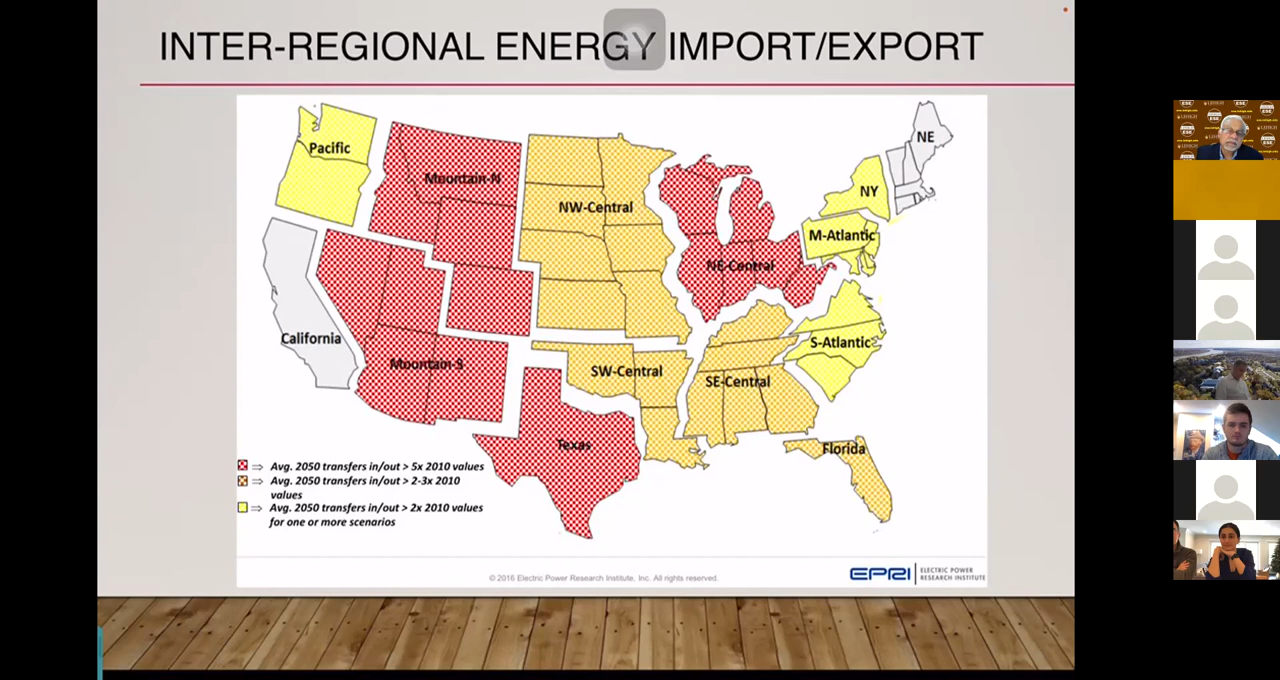 INTER-REGIONAL ENERGY IMPORT/EXPORT
Pacific
Mountain-N
NW-Central
NE-Central
NE
NY
M-Atlantic
S-Atlantic
California
Mountain-S
SW-Central
SE-Central
Texas
Florida
Avg. 2050 transfers in/out > 5x 2010 values
Avg. 2050 transfers in/out > 2-3x 2010
values
Avg. 2050 transfers in/out > 2x 2010 values
for one or more scenarios
© 2016 Electric Power Research Institute, Inc. All rights reserved.
EPRI
ELECTRIC POWER
RESEARCH INSTITUTE
ESE